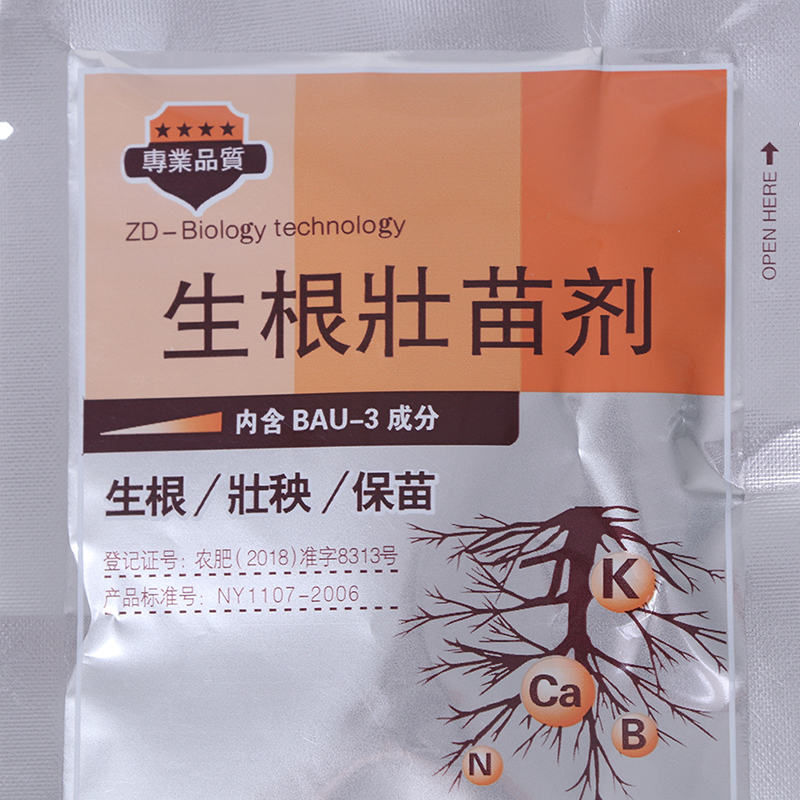 專業品質
OPEN HERE
ZD-Biology technology
生根壯苗剂
内含 BAU-3 成分
生根/壯秧/保苗
登记证号：农肥(2018)准字8313号
产品标准号：NY1107-2006
K
Ca
B
N